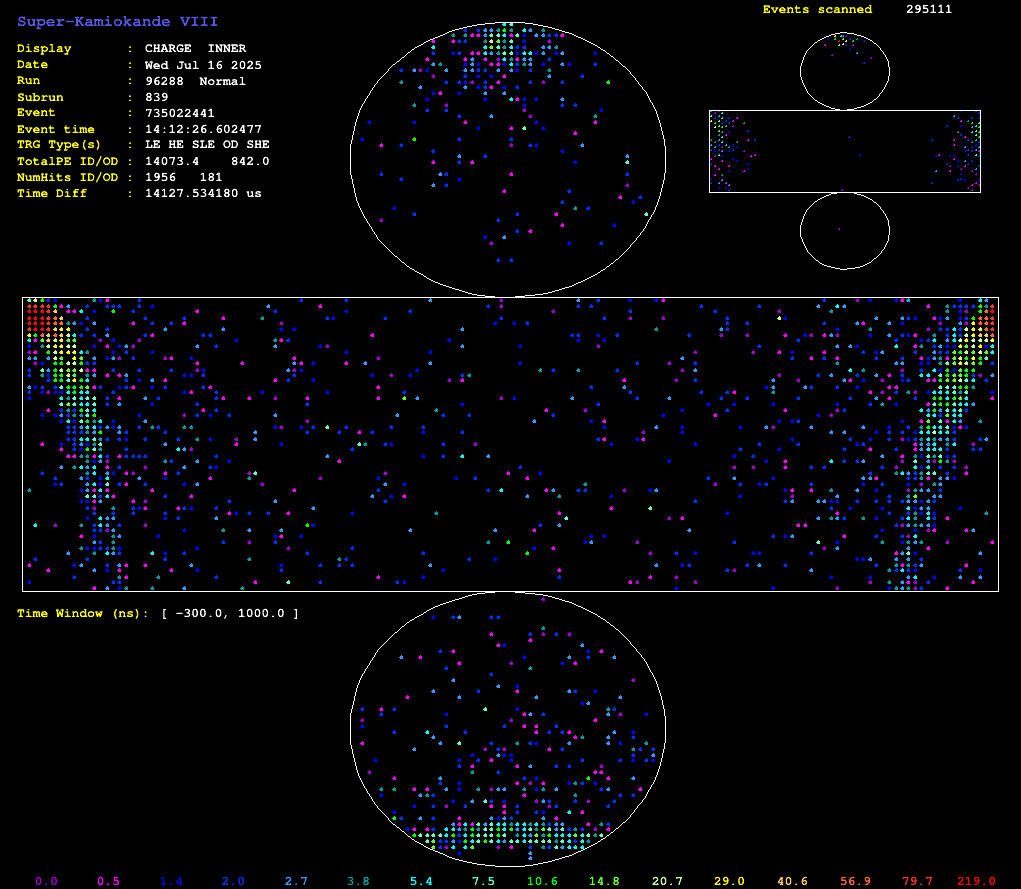 Super-Kamiokande VIII
Events scanned 295111
Display : CHARGE INNER
Date : Wed Jul 16 2025
Run : 96288 Normal
Subrun : 839
Event : 735022441
Event time : 14:12:26.602477
TRG Type(s) : LE HE SLE OD SHE
TotalPE ID/OD : 14073.4 842.0
NumHits ID/OD : 1956 181
Time Diff : 14127.534180 us
Time Window (ns): [ -300.0, 1000.0 ]
0.0 0.5 1.4 2.0 2.7 3.8 5.4 7.5 10.6 14.8 20.7 29.0 40.6 56.9 79.7 219.0